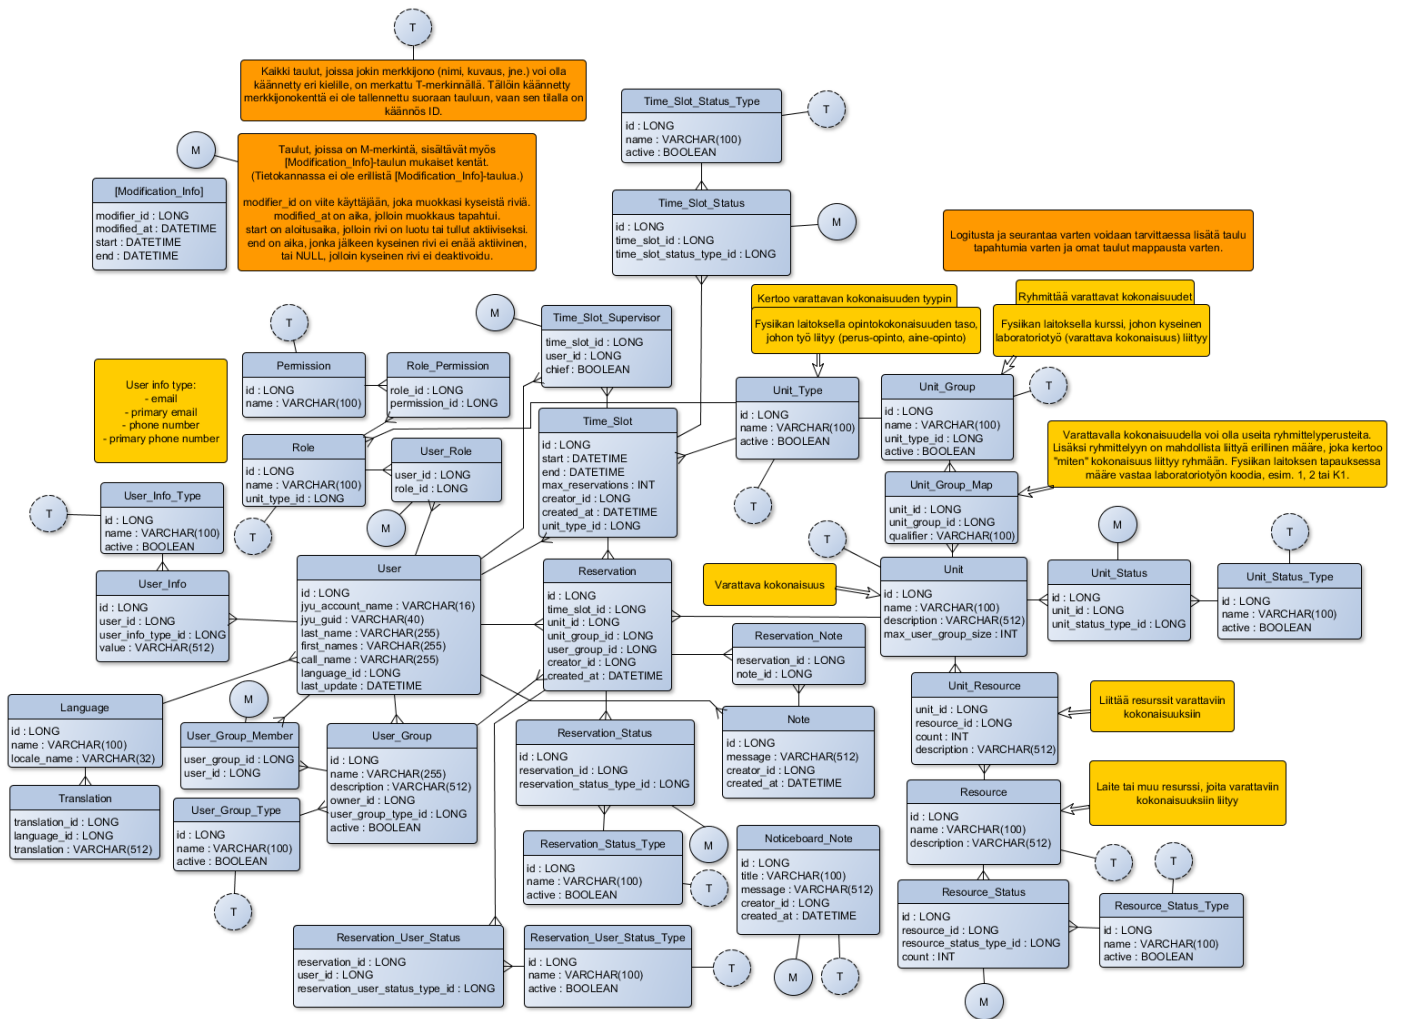 T
Kaikki taulut, joissa jokin merkkijono (nimi, kuvaus, jne.) voi olla
käännetty eri kielille, on merkattu T-merkinnällä. Tällöin käännetty
merkkijonokenttä ei ole tallennettu suoraan tauluun, vaan sen tilalla on
käännös ID.
M
Taulut, joissa on M-merkintä, sisältävät myös
[Modification_Info]-taulun mukaiset kentät.
(Tietokannassa ei ole erillistä [Modification_Info]-taulua.)
modifier_id on viite käyttäjään, joka muokkasi kyseistä riviä.
modified_at on aika, jolloin muokkaus tapahtui.
start on aloitusaika, jolloin rivi on luotu tai tullut aktiiviseksi.
end on aika, jonka jälkeen kyseinen rivi ei enää aktiivinen,
tai NULL, jolloin kyseinen rivi ei deaktivoidu.
[Modification_Info]
modifier_id : LONG
modified_at : DATETIME
start : DATETIME
end : DATETIME
Time_Slot_Status_Type
id : LONG
name : VARCHAR(100)
active : BOOLEAN
T
Time_Slot_Status
id : LONG
time_slot_id : LONG
time_slot_status_type_id : LONG
M
Logitusta ja seurantaa varten voidaan tarvittaessa lisätä taulu
tapahtumia varten ja omat taulut mappausta varten.
Kertoo varattavan kokonaisuuden tyypin
Fysiikan laitoksella opintokokonaisuuden taso,
johon työ liityy (perus-opinto, aine-opinto)
Ryhmittää varattavat kokonaisuudet
Fysiikan laitoksella kurssi, johon kyseinen
laboratoriotyö (varattava kokonaisuus) liittyy
M
Time_Slot_Supervisor
time_slot_id : LONG
user_id : LONG
chief : BOOLEAN
T
Permission
id : LONG
name : VARCHAR(100)
Role_Permission
role_id : LONG
permission_id : LONG
User info type:
- email
- primary email
- phone number
- primary phone number
Unit_Type
id : LONG
name : VARCHAR(100)
active : BOOLEAN
T
Unit_Group
id : LONG
name : VARCHAR(100)
unit_type_id : LONG
active : BOOLEAN
T
Varattavalla kokonaisuudella voi olla useita ryhmittelyperusteita.
Lisäksi ryhmittelyyn on mahdollista liittyä erillinen määre, joka kertoo
"miten" kokonaisuus liittyy ryhmään. Fysiikan laitoksen tapauksessa
määre vastaa laboratoriotyön koodia, esim. 1, 2 tai K1.
Time_Slot
id : LONG
start : DATETIME
end : DATETIME
max_reservations : INT
creator_id : LONG
created_at : DATETIME
unit_type_id : LONG
Role
id : LONG
name : VARCHAR(100)
unit_type_id : LONG
T
User_Role
user_id : LONG
role_id : LONG
M
Unit_Group_Map
unit_id : LONG
unit_group_id : LONG
qualifier : VARCHAR(100)
T
User_Info_Type
id : LONG
name : VARCHAR(100)
active : BOOLEAN
User_Info
id : LONG
user_id : LONG
user_info_type_id : LONG
value : VARCHAR(512)
User
id : LONG
jyu_account_name : VARCHAR(16)
jyu_guid : VARCHAR(40)
last_name : VARCHAR(255)
first_names : VARCHAR(255)
call_name : VARCHAR(255)
language_id : LONG
last_update : DATETIME
Reservation
id : LONG
time_slot_id : LONG
unit_id : LONG
unit_group_id : LONG
user_group_id : LONG
creator_id : LONG
created_at : DATETIME
Varattava kokonaisuus
T
Unit
id : LONG
name : VARCHAR(100)
description : VARCHAR(512)
max_user_group_size : INT
M
Unit_Status
id : LONG
unit_id : LONG
unit_status_type_id : LONG
T
Unit_Status_Type
id : LONG
name : VARCHAR(100)
active : BOOLEAN
Reservation_Note
reservation_id : LONG
note_id : LONG
Unit_Resource
unit_id : LONG
resource_id : LONG
count : INT
description : VARCHAR(512)
Liittää resurssit varattaviin
kokonaisuuksiin
Language
id : LONG
name : VARCHAR(100)
locale_name : VARCHAR(32)
M
User_Group_Member
user_group_id : LONG
user_id : LONG
User_Group
id : LONG
name : VARCHAR(255)
description : VARCHAR(512)
owner_id : LONG
user_group_type_id : LONG
active : BOOLEAN
Reservation_Status
id : LONG
reservation_id : LONG
reservation_status_type_id : LONG
M
Note
id : LONG
message : VARCHAR(512)
creator_id : LONG
created_at : DATETIME
Translation
translation_id : LONG
language_id : LONG
translation : VARCHAR(512)
User_Group_Type
id : LONG
name : VARCHAR(100)
active : BOOLEAN
T
Resource
id : LONG
name : VARCHAR(100)
description : VARCHAR(512)
T
Laite tai muu resurssi, joita varattaviin
kokonaisuuksiin liityy
Reservation_Status_Type
id : LONG
name : VARCHAR(100)
active : BOOLEAN
T
Noticeboard_Note
id : LONG
title : VARCHAR(100)
message : VARCHAR(512)
creator_id : LONG
created_at : DATETIME
M
T
Resource_Status
id : LONG
resource_id : LONG
resource_status_type_id : LONG
count : INT
M
T
Resource_Status_Type
id : LONG
name : VARCHAR(100)
active : BOOLEAN
Reservation_User_Status
reservation_id : LONG
user_id : LONG
reservation_user_status_type_id : LONG
Reservation_User_Status_Type
id : LONG
name : VARCHAR(100)
active : BOOLEAN
T